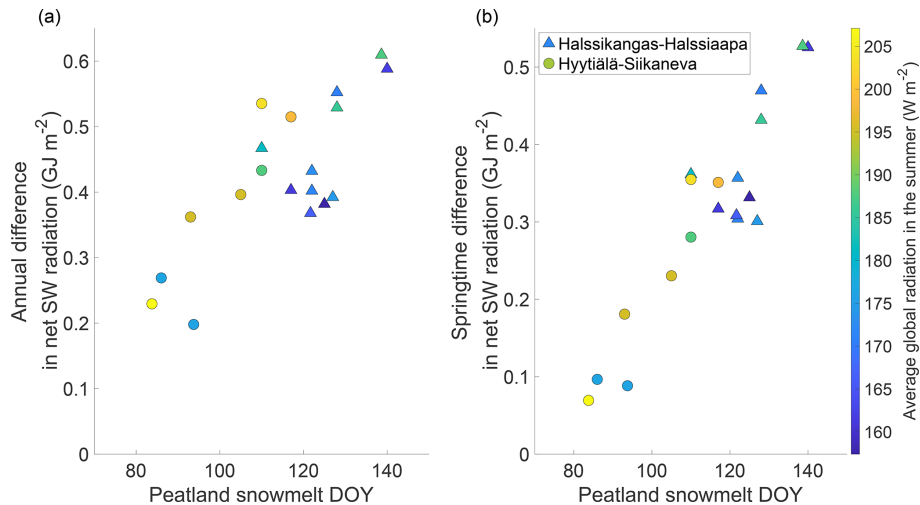 (a)
Annual difference
in net SW radiation (GJ m-2)
0.6
0.5
0.4
0.3
0.2
0.1
0
80 100 120 140
Peatland snowmelt DOY
(b)
Halssikangas-Halssiaapa
Hyytiälä-Siikaneva
Springtime difference
in net SW radiation (GJ m-2)
0.5
0.4
0.3
0.2
0.1
0
80 100 120 140
Peatland snowmelt DOY
205
200
195
190
185
180
175
170
165
160
Average global radiation in the summer (W m-2)